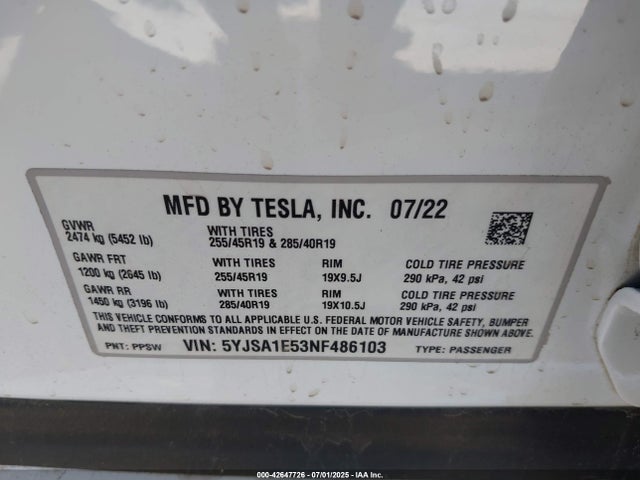 MFD BY TESLA, INC. 07/22
GVWR
2474 kg (5452 lb)
WITH TIRES
255/45R19 & 285/40R19
GAWR FRT
1200 kg (2645 lb)
WITH TIRES
255/45R19
RIM
19X9.5J
COLD TIRE PRESSURE
290 kPa, 42 psi
GAWR RR
1450 kg (3196 lb)
WITH TIRES
285/40R19
RIM
19X10.5J
COLD TIRE PRESSURE
290 kPa, 42 psi
THIS VEHICLE CONFORMS TO ALL APPLICABLE U.S. FEDERAL MOTOR VEHICLE SAFETY, BUMPER
AND THEFT PREVENTION STANDARDS IN EFFECT ON THE DATE OF MANUFACTURE SHOWN ABOVE.
PNT: PPSW VIN: 5YJSA1E53NF486103 TYPE: PASSENGER
000-42647726 - 07/01/2025 - IAA Inc.